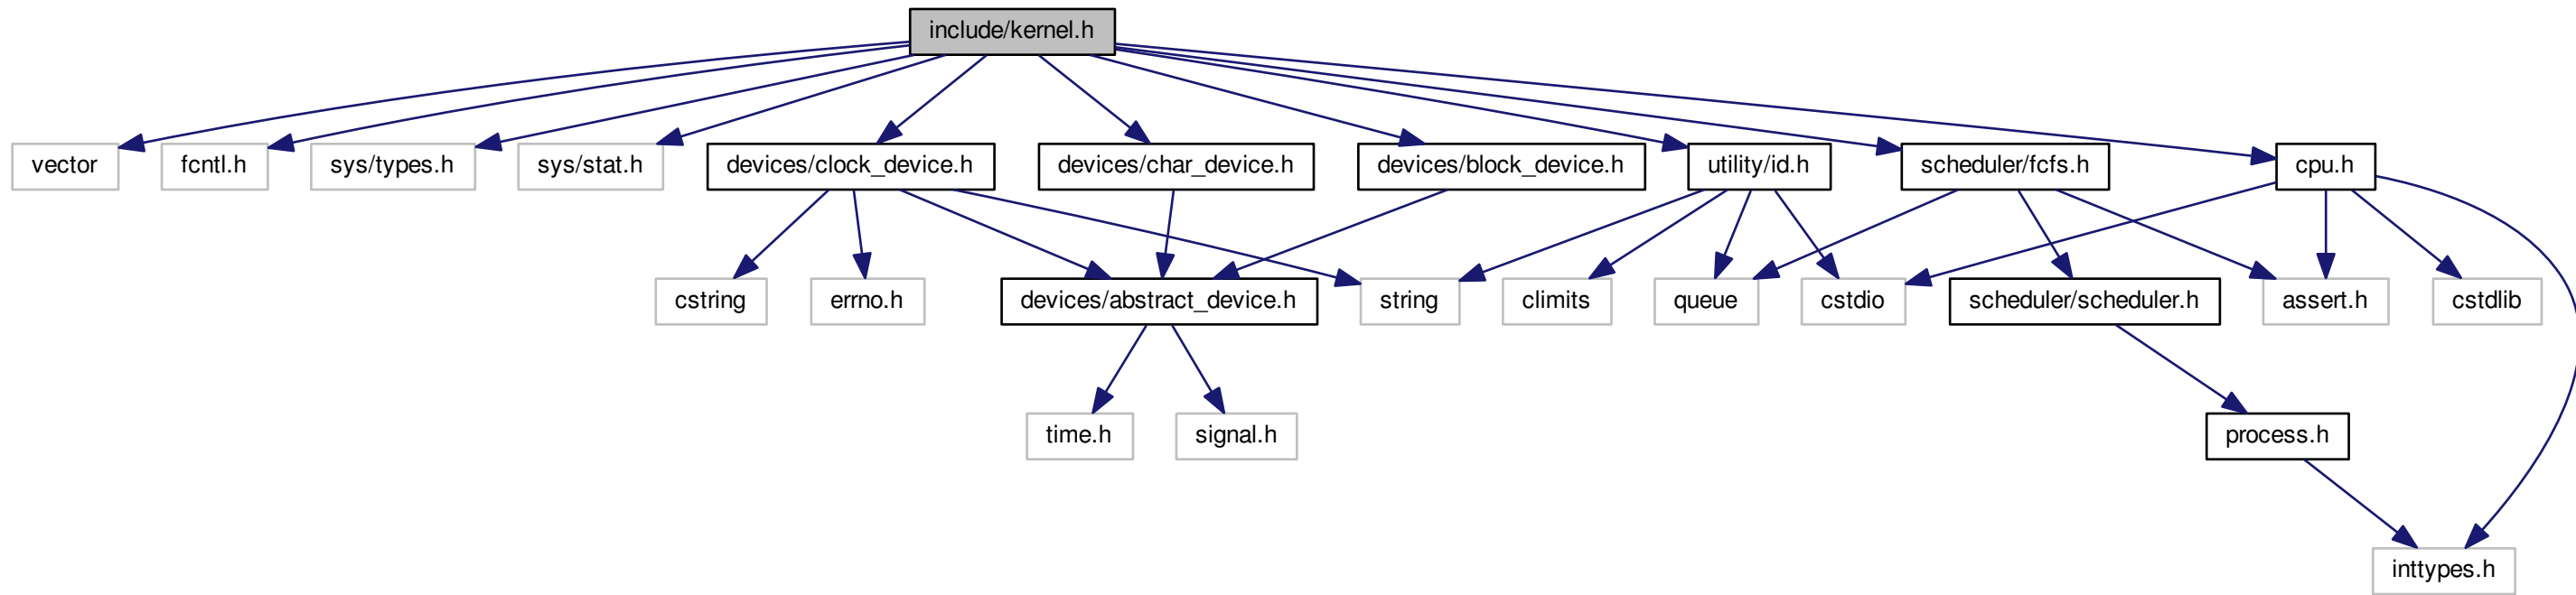 include/kernel.h
vector
fcntl.h
sys/types.h
sys/stat.h
devices/clock_device.h
devices/char_device.h
devices/block_device.h
utility/id.h
scheduler/fcfs.h
cpu.h
cstring
errno.h
devices/abstract_device.h
string
climits
queue
cstdio
scheduler/scheduler.h
assert.h
cstdlib
time.h
signal.h
process.h
inttypes.h